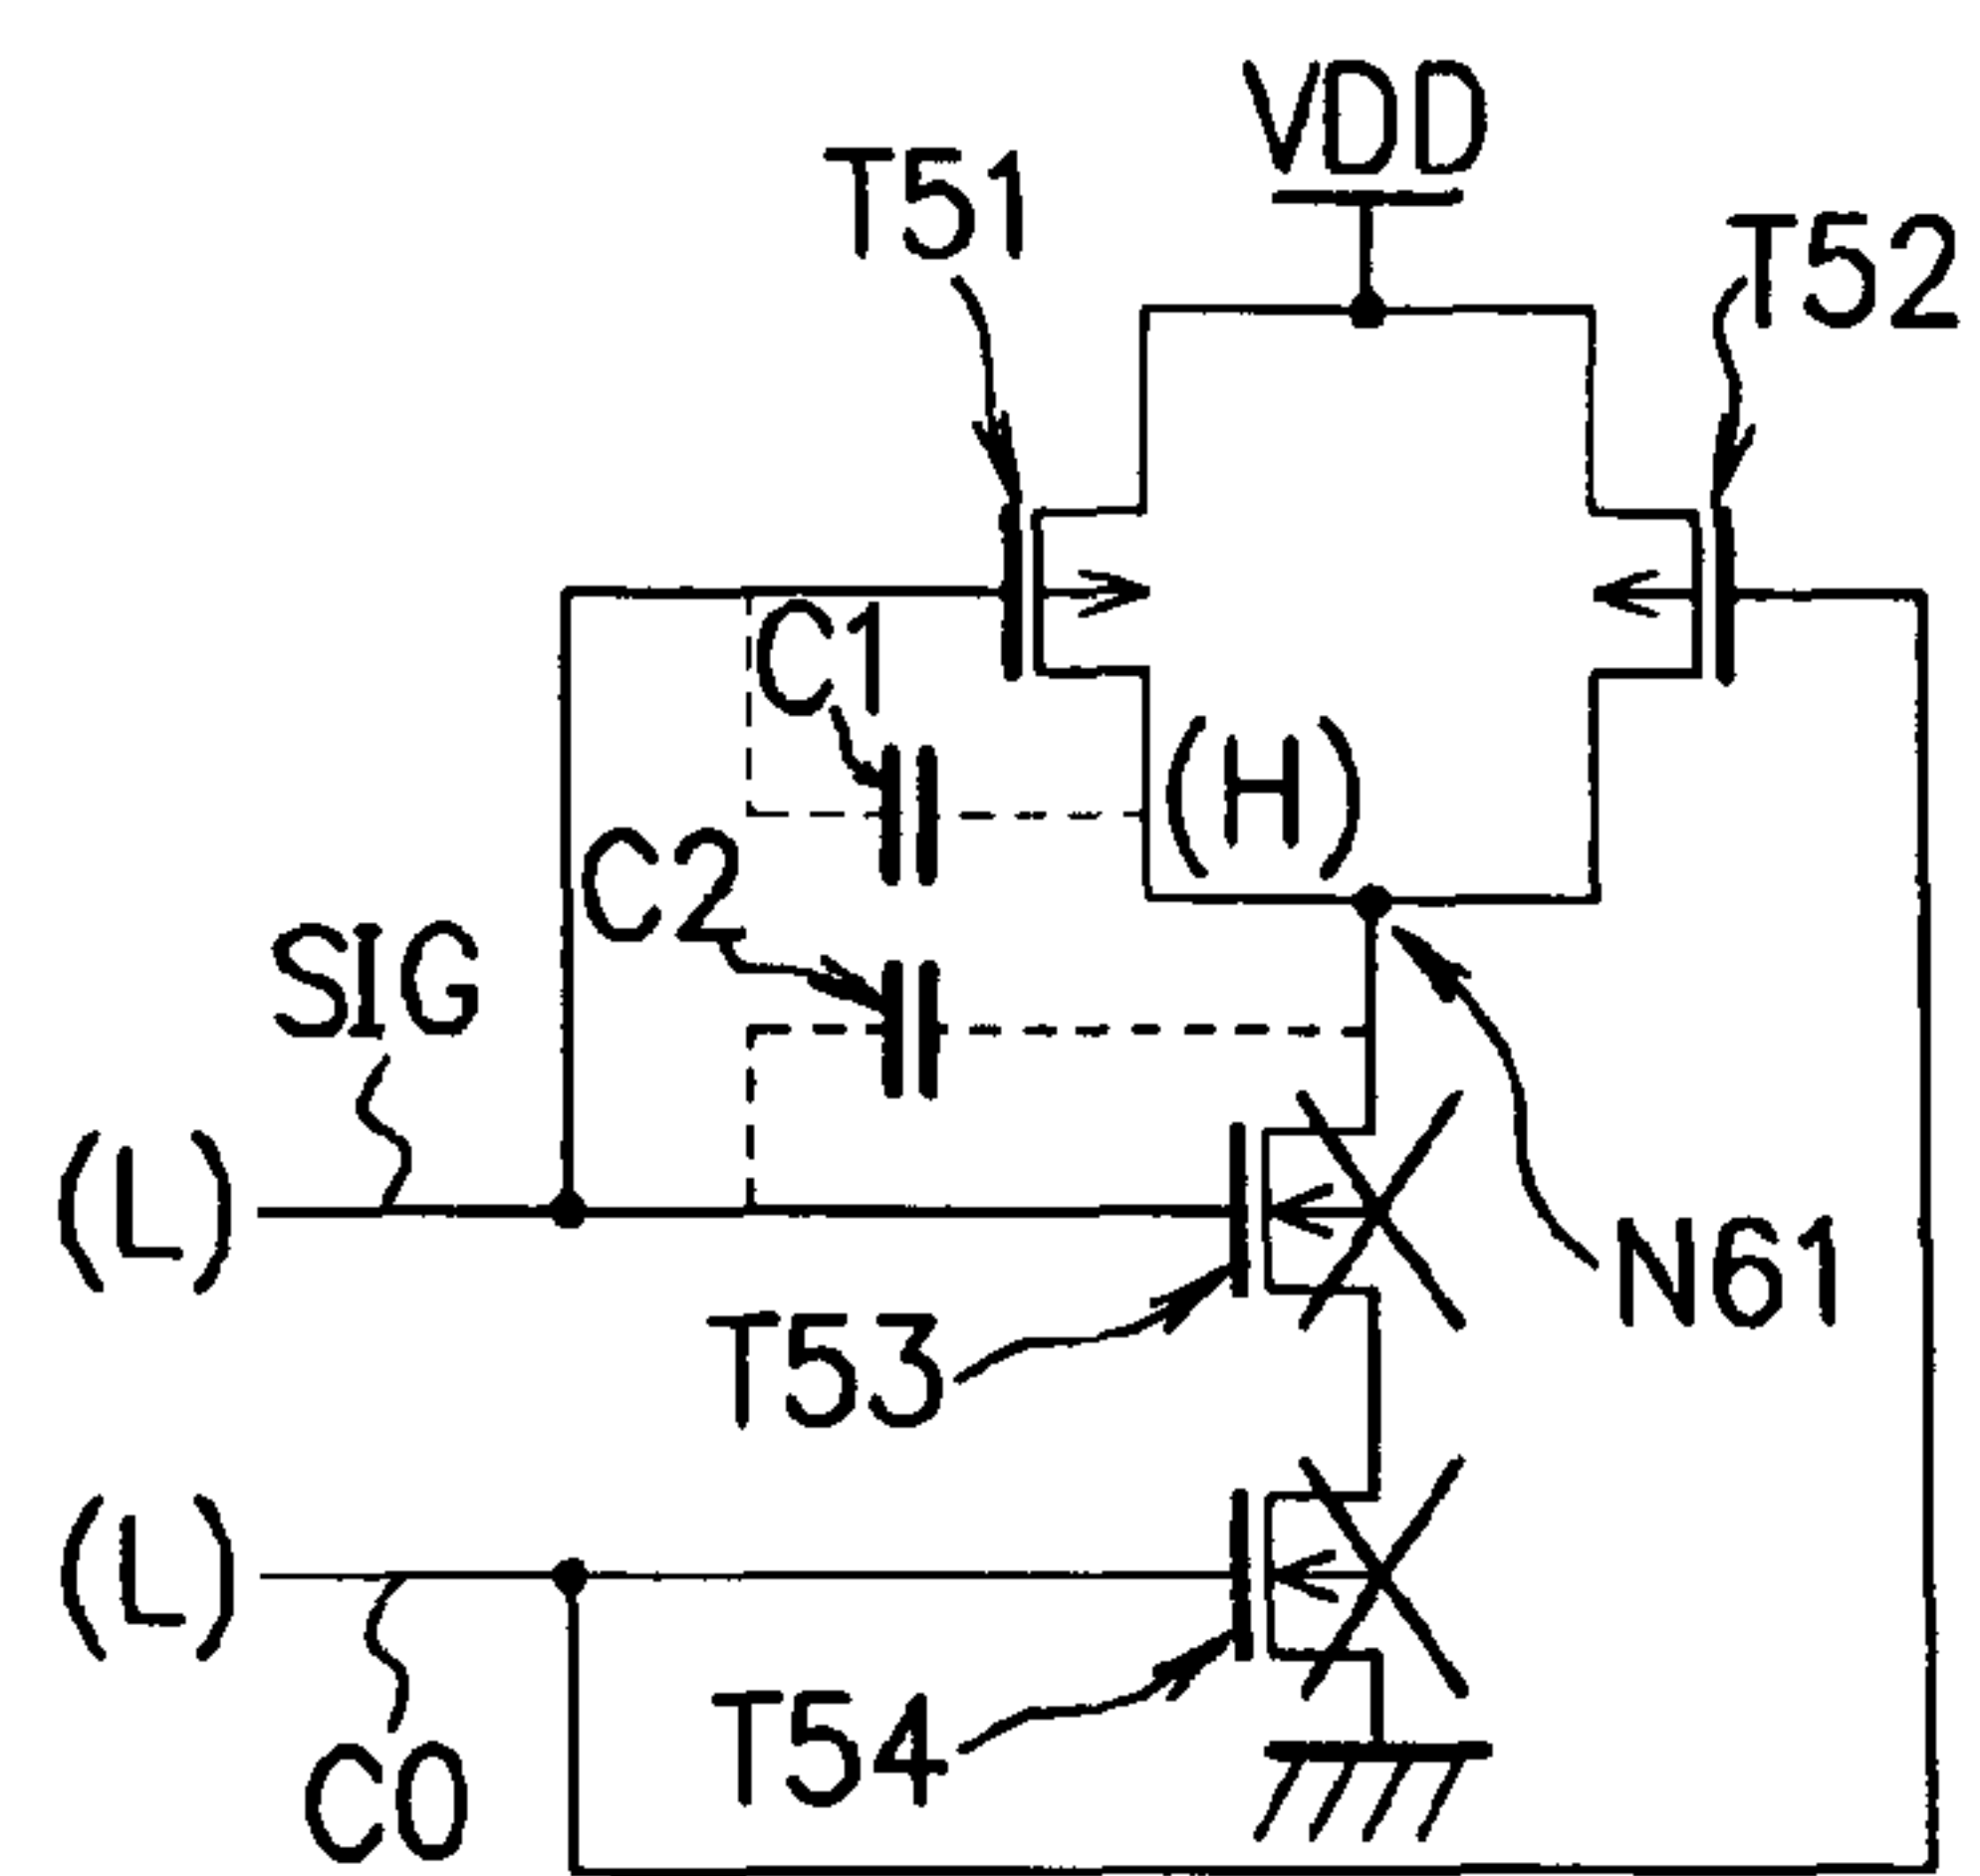 VDD
T51
T52
C1
(H)
C2
SIG
(L)
N61
T53
(L)
T54
C0